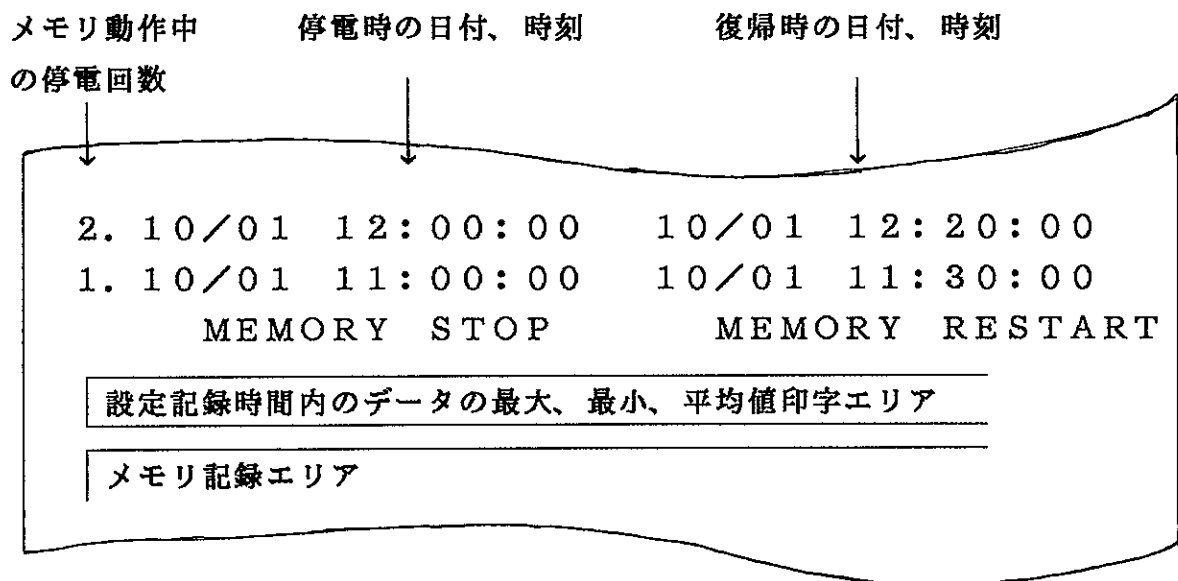 メモリ動作中 停電時の日付、時刻 復帰時の日付、時刻
の停電回数
2. 10/01 12:00:00 10/01 12:20:00
1. 10/01 11:00:00 10/01 11:30:00
MEMORY STOP MEMORY RESTART
設定記録時間内のデータの最大、最小、平均値印字エリア
メモリ記録エリア